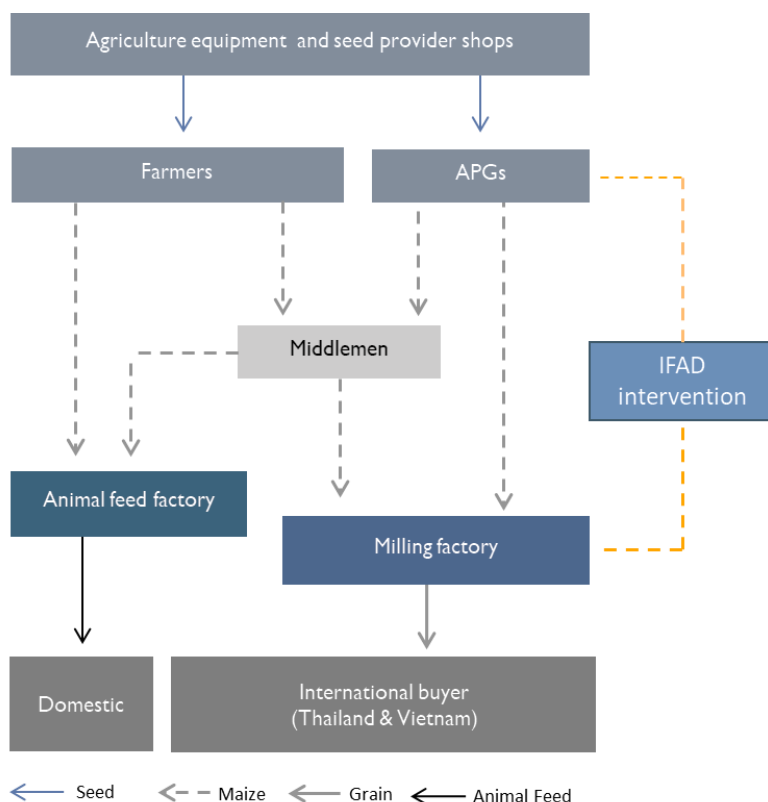 Agriculture equipment and seed provider shops
Farmers
APGs
Middlemen
IFAD
intervention
Animal feed factory
Milling factory
Domestic
International buyer
(Thailand & Vietnam)
Seed
Maize
Grain
Animal Feed